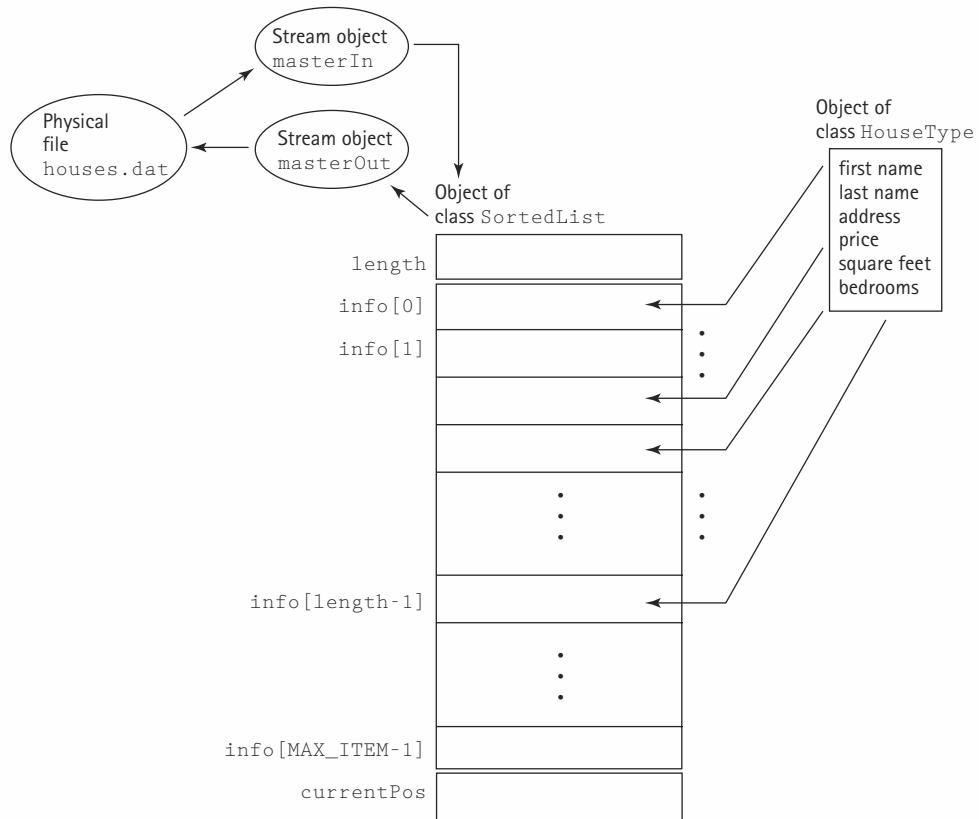 Stream object
masterIn
Physical
file
houses.dat
Stream object
masterOut
Object of
class SortedList
Object of
class HouseType
first name
last name
address
price
square feet
bedrooms
length
info[0]
info[1]
info[length-1]
info[MAX_ITEM-1]
currentPos